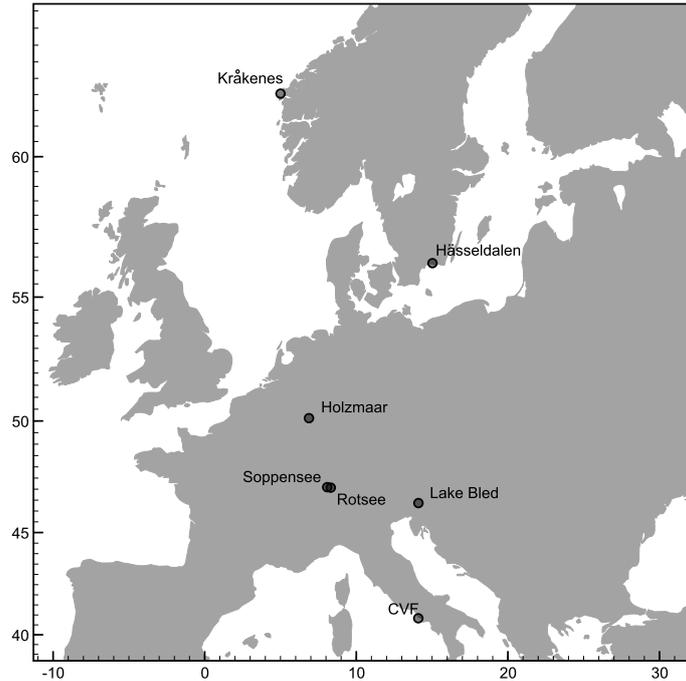 Kråkenes
60
Hässeldalen
55
Holzmaar
50
Soppensee
Lake Bled
Rotsee
45
CVF
40
-10 0 10 20 30